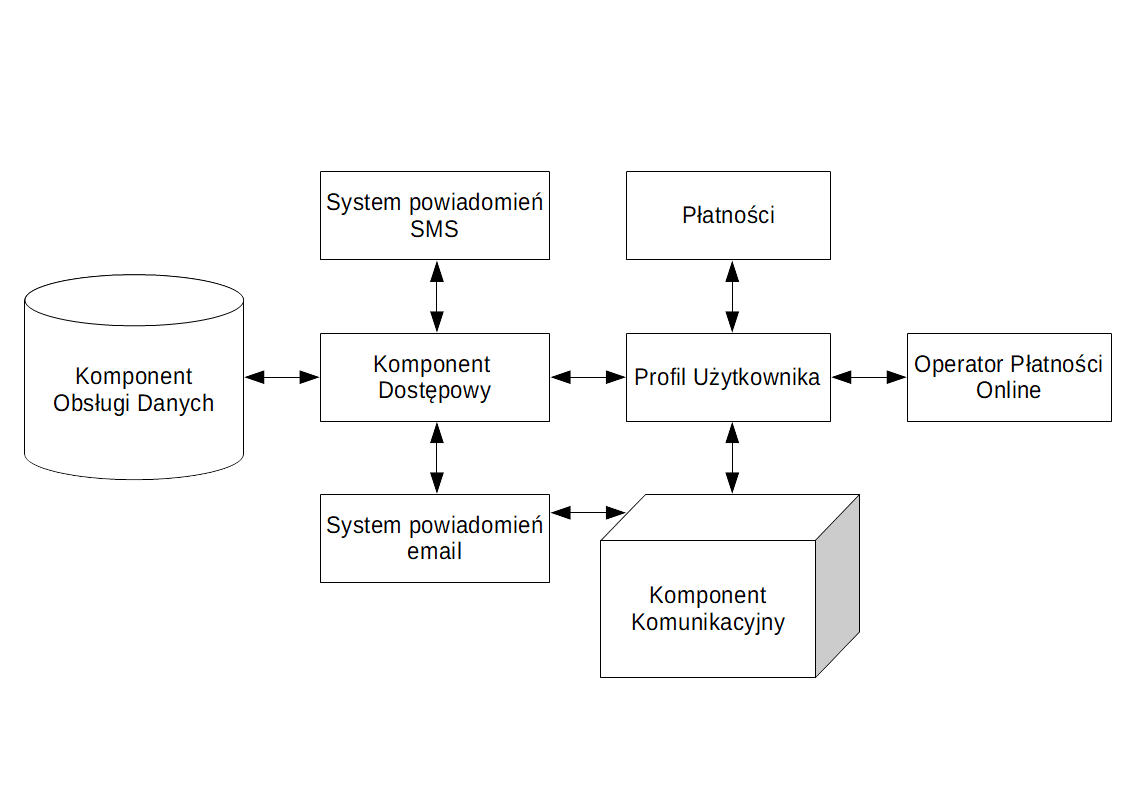 System powiadomień
SMS
Płatności
Komponent
Obsługi Danych
Komponent
Dostępowy
Profil Użytkownika
Operator Płatności
Online
System powiadomień
email
Komponent
Komunikacyjny